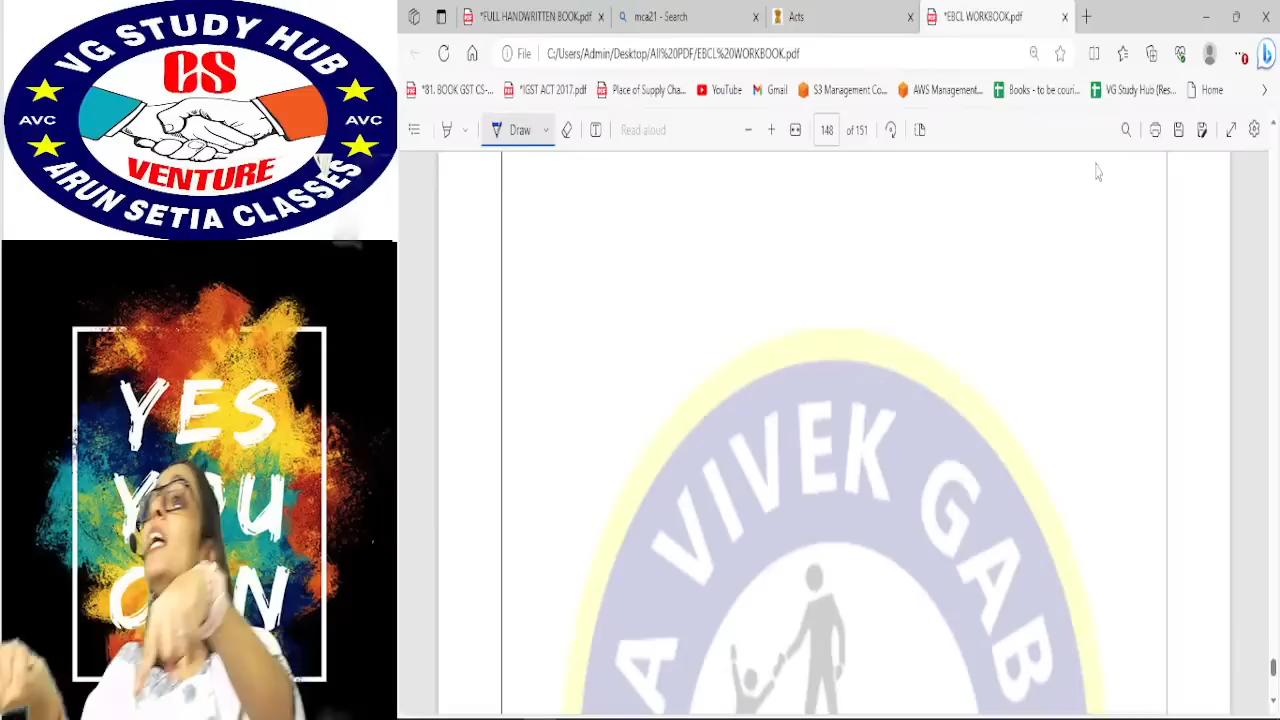 VG STUDY HUB
CS
AVC
AVC
VENTURE
ARUN SETIA CLASSES
YES
YOU
*FULL HANDWRITTEN BOOK.pdf
mca21 - Search
Acts
*EBCL WORKBOOK.pdf
File
C:/Users/Admin/Desktop/All%20PDF/EBCL%20WORKBOOK.pdf
*81. BOOK GST CS-...
*IGST ACT 2017.pdf
Place of Supply Cha...
YouTube
Gmail
S3 Management Co...
AWS Management...
Books - to be couri...
VG Study Hub (Res...
Home
Draw
Read aloud
148
of 151
A VIVEK GAB